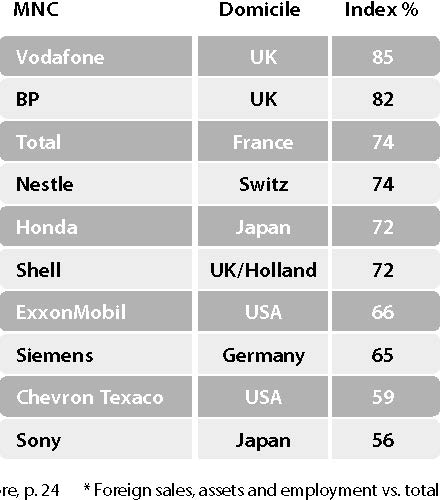 MNC Domicile Index %
Vodafone UK 85
BP UK 82
Total France 74
Nestle Switz 74
Honda Japan 72
Shell UK/Holland 72
ExxonMobil USA 66
Siemens Germany 65
Chevron Texaco USA 59
Sony Japan 56
re, p. 24 * Foreign sales, assets and employment vs. total